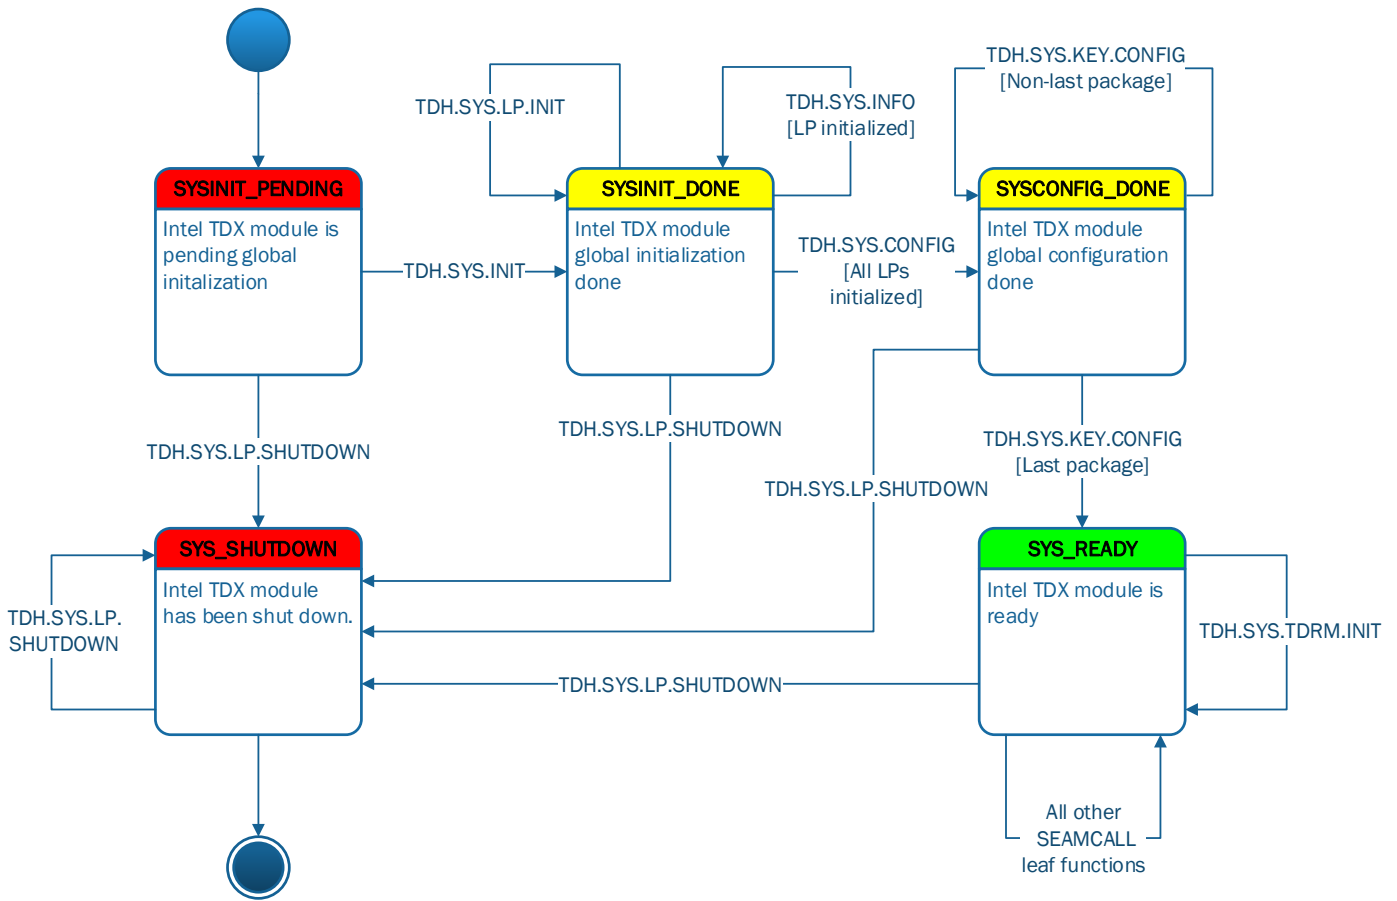 TDH.SYS.KEY.CONFIG
[Non-last package]
TDH.SYS.LP.INIT
TDH.SYS.INFO
[LP initialized]
SYSINIT_PENDING
Intel TDX module is
pending global
initalization
SYSINIT_DONE
Intel TDX module
global initialization
done
SYSCONFIG_DONE
Intel TDX module
global configuration
done
TDH.SYS.INIT
TDH.SYS.CONFIG
[All LPs
initialized]
TDH.SYS.LP.SHUTDOWN
TDH.SYS.LP.SHUTDOWN
TDH.SYS.LP.SHUTDOWN
TDH.SYS.KEY.CONFIG
[Last package]
SYS_SHUTDOWN
Intel TDX module
has been shut down.
SYS_READY
Intel TDX module is
ready
TDH.SYS.LP.
SHUTDOWN
TDH.SYS.TDRM.INIT
TDH.SYS.LP.SHUTDOWN
All other
SEAMCALL
leaf functions